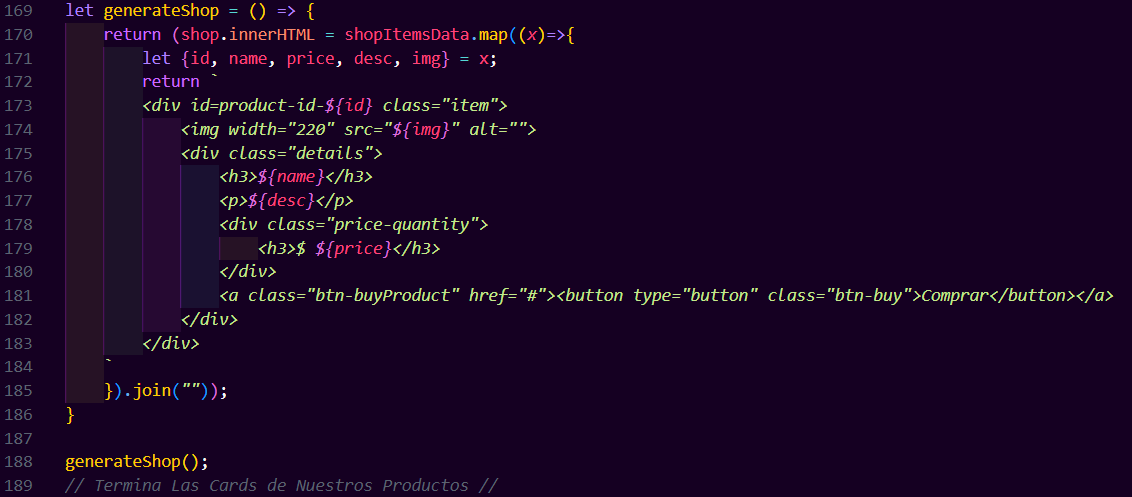 169 let generateShop = () => {
170 return (shop.innerHTML = shopItemsData.map((x)=>{
171 let {id, name, price, desc, img} = x;
172 return `
173 <div id=product-id-${id} class="item">
174 <img width="220" src="${img}" alt="">
175 <div class="details">
176 <h3>${name}</h3>
177 <p>${desc}</p>
178 <div class="price-quantity">
179 <h3>$ ${price}</h3>
180 </div>
181 <a class="btn-buyProduct" href="#"><button type="button" class="btn-buy">Comprar</button></a>
182 </div>
183 </div>
184 `
185 }).join(""));
186 }
187
188 generateShop();
189 // Termina Las Cards de Nuestros Productos //